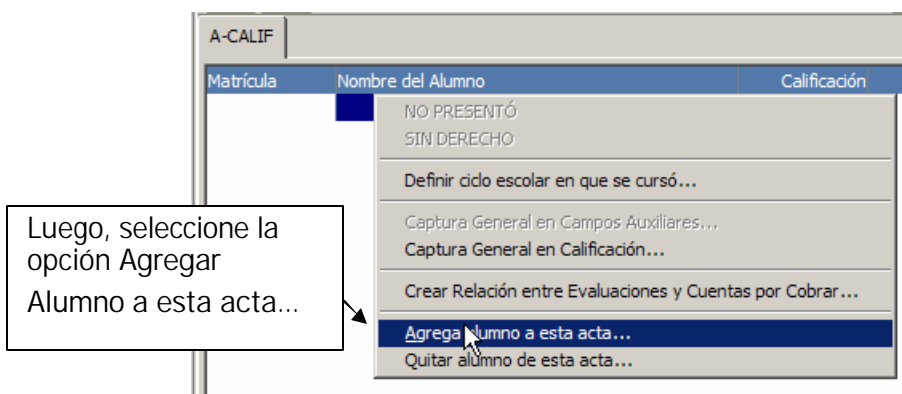 A-CALIF
Matrícula Nombre del Alumno Calificación
NO PRESENTÓ
SIN DERECHO
Definir ciclo escolar en que se cursó...
Captura General en Campos Auxiliares...
Captura General en Calificación...
Crear Relación entre Evaluaciones y Cuentas por Cobrar...
Agrega alumno a esta acta...
Quitar alumno de esta acta...
Luego, seleccione la
opción Agregar
Alumno a esta acta...